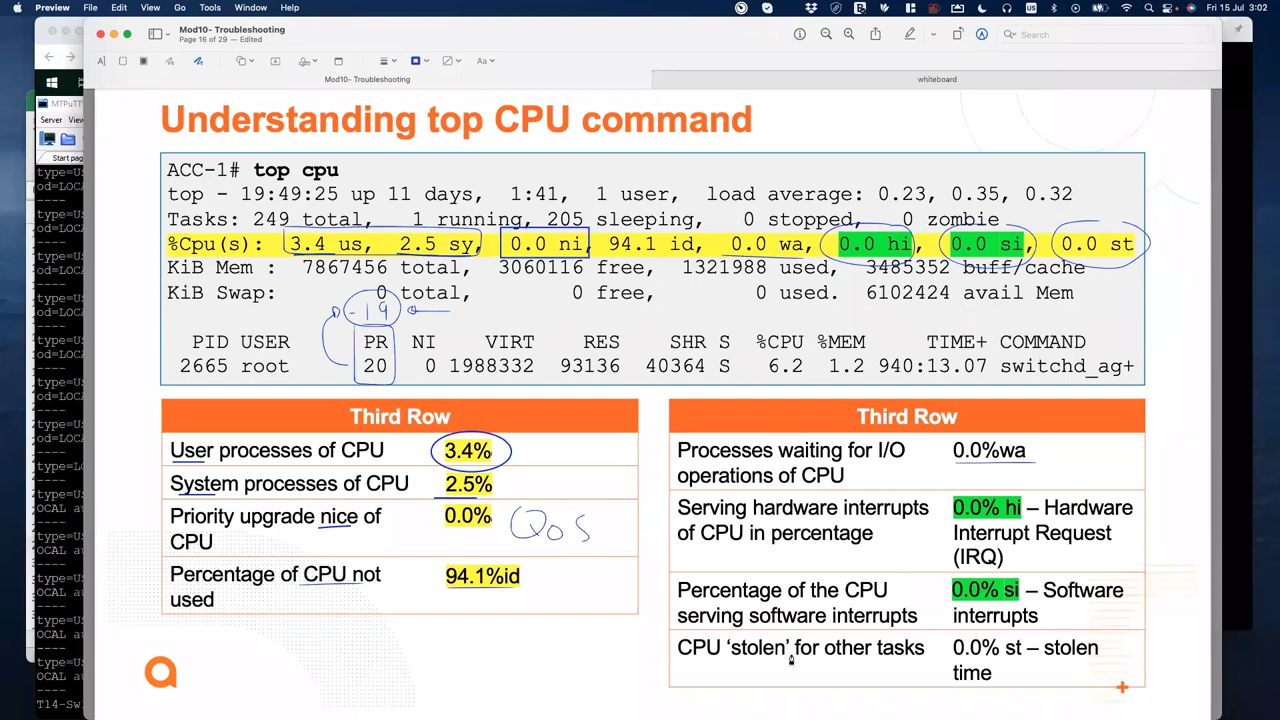 Preview File Edit View Go Tools Window Help
Fri 15 Jul 3:02
Mod10- Troubleshooting
Page 16 of 29 — Edited
Search
Mod10- Troubleshooting
whiteboard
MTPuTT
Server View
Start pag
Understanding top CPU command
ACC-1# top cpu
top - 19:49:25 up 11 days, 1:41, 1 user, load average: 0.23, 0.35, 0.32
Tasks: 249 total, 1 running, 205 sleeping, 0 stopped, 0 zombie
%Cpu(s): 3.4 us, 2.5 sy, 0.0 ni, 94.1 id, 0.0 wa, 0.0 hi, 0.0 si, 0.0 st
KiB Mem : 7867456 total, 3060116 free, 1321988 used, 3485352 buff/cache
KiB Swap: 0 total, 0 free, 0 used. 6102424 avail Mem
-19
PID USER PR NI VIRT RES SHR S %CPU %MEM TIME+ COMMAND
2665 root 20 0 1988332 93136 40364 S 6.2 1.2 940:13.07 switchd_ag+
Third Row
User processes of CPU 3.4%
System processes of CPU 2.5%
Priority upgrade nice of 0.0%
CPU
QoS
Percentage of CPU not 94.1%id
used
Third Row
Processes waiting for I/O 0.0%wa
operations of CPU
Serving hardware interrupts 0.0% hi – Hardware
of CPU in percentage Interrupt Request
(IRQ)
Percentage of the CPU 0.0% si – Software
serving software interrupts interrupts
CPU ‘stolen’ for other tasks 0.0% st – stolen
time